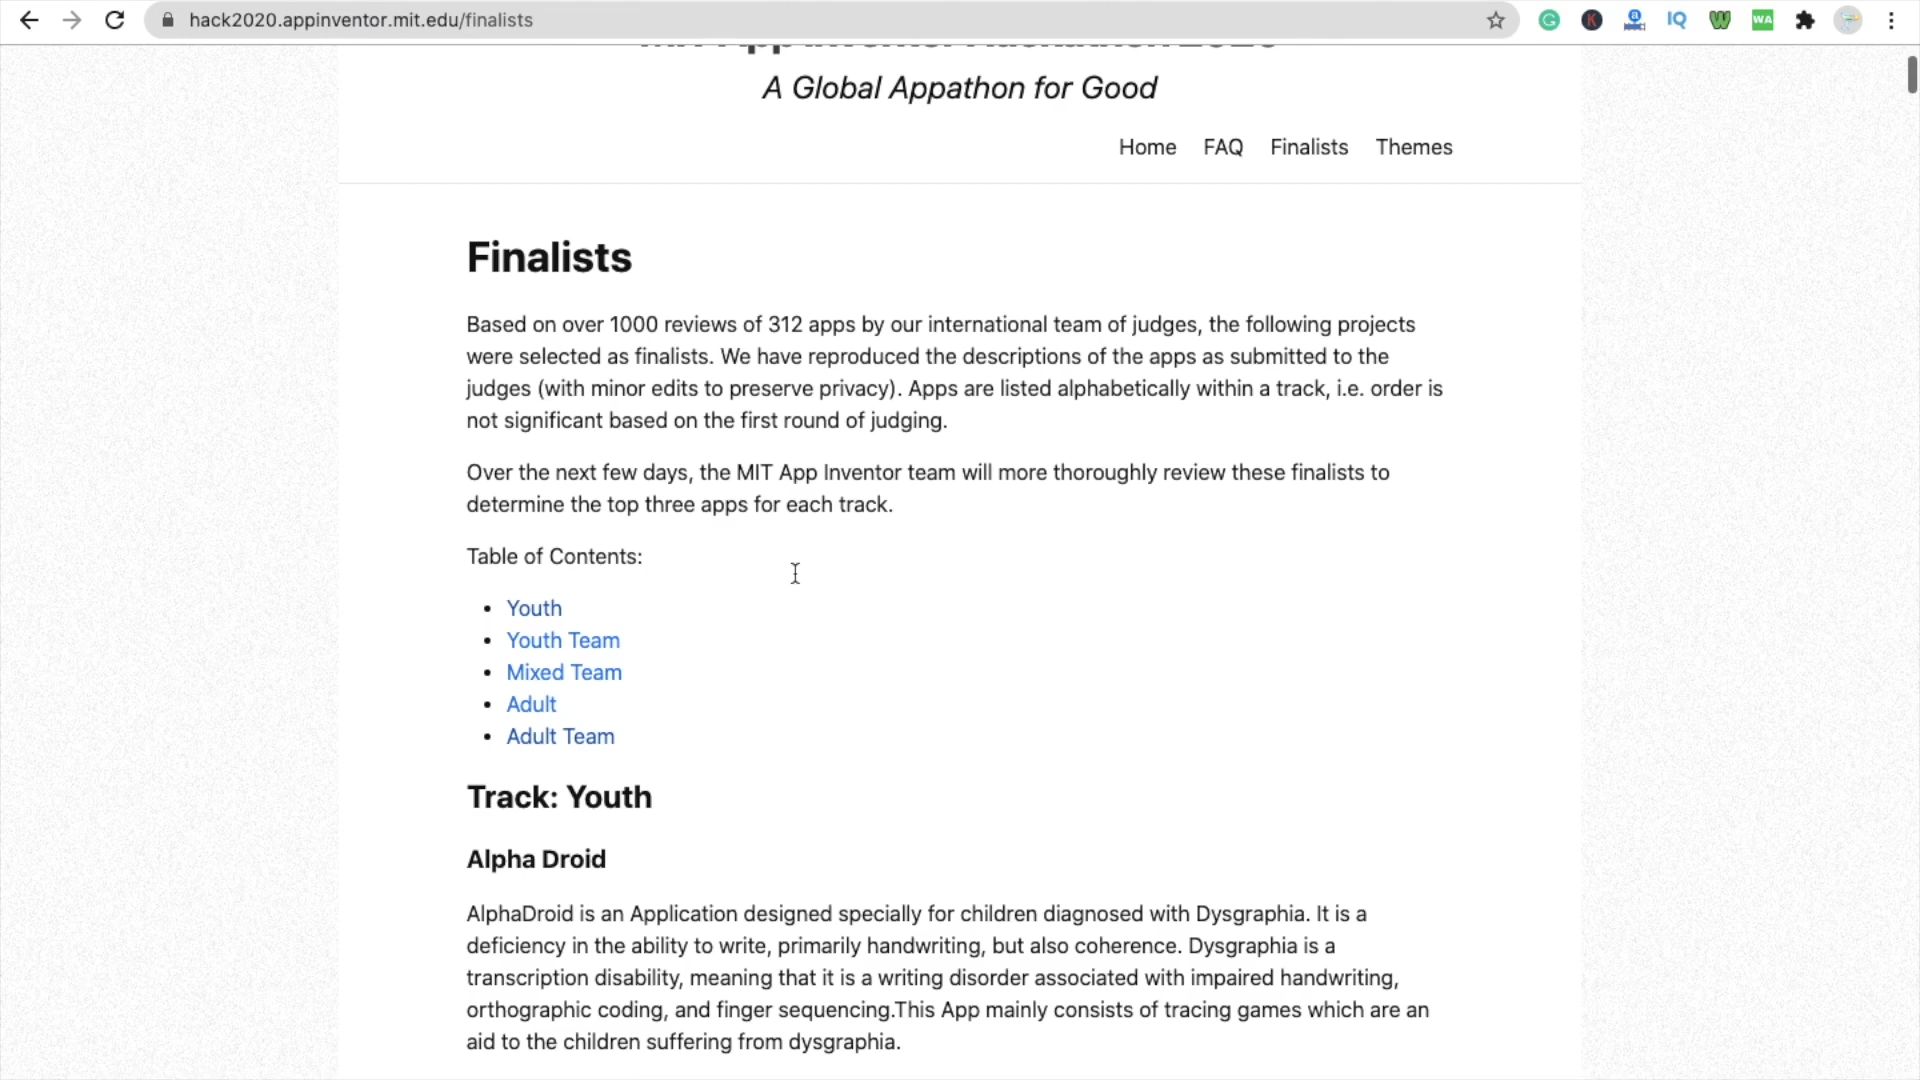 hack2020.appinventor.mit.edu/finalists
A Global Appathon for Good
Home FAQ Finalists Themes
Finalists
Based on over 1000 reviews of 312 apps by our international team of judges, the following projects
were selected as finalists. We have reproduced the descriptions of the apps as submitted to the
judges (with minor edits to preserve privacy). Apps are listed alphabetically within a track, i.e. order is
not significant based on the first round of judging.
Over the next few days, the MIT App Inventor team will more thoroughly review these finalists to
determine the top three apps for each track.
Table of Contents:
Youth
Youth Team
Mixed Team
Adult
Adult Team
Track: Youth
Alpha Droid
AlphaDroid is an Application designed specially for children diagnosed with Dysgraphia. It is a
deficiency in the ability to write, primarily handwriting, but also coherence. Dysgraphia is a
transcription disability, meaning that it is a writing disorder associated with impaired handwriting,
orthographic coding, and finger sequencing.This App mainly consists of tracing games which are an
aid to the children suffering from dysgraphia.